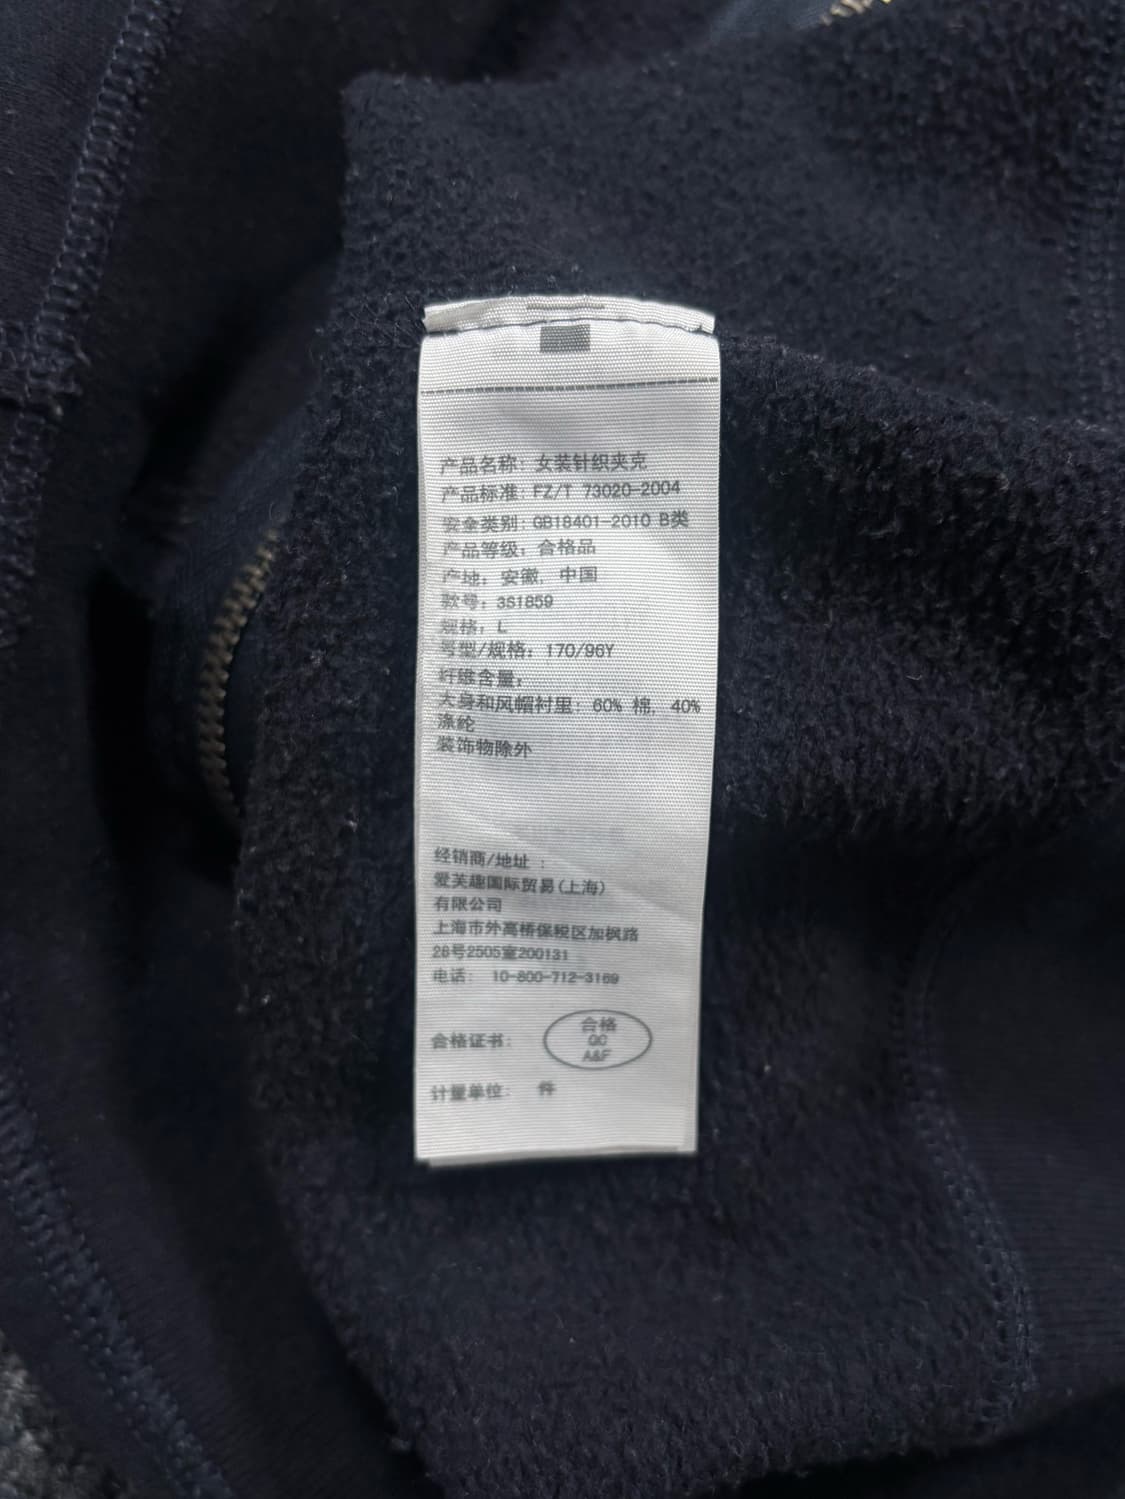 产品名称: 女装针织夹克
产品标准: FZ/T 73020-2004
安全类别: GB18401-2010 B类
产品等级: 合格品
产地: 安徽, 中国
款号: 3S1859
规格: L
号型/规格: 170/96Y
纤维含量:
大身和风帽衬里: 60% 棉, 40%
涤纶
装饰物除外
经销商/地址 :
爱芙趣国际贸易(上海)
有限公司
上海市外高桥保税区加枫路
26号2505室200131
电话: 10-800-712-3169
合格证书: 合格
QC
A&F
计量单位: 件